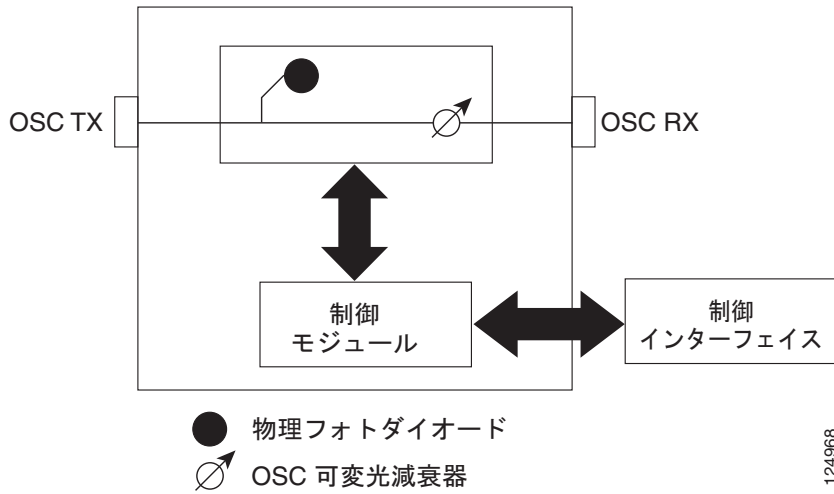 OSC TX
OSC RX
制御
モジュール
制御
インターフェイス
物理フォトダイオード
OSC 可変光減衰器
124968